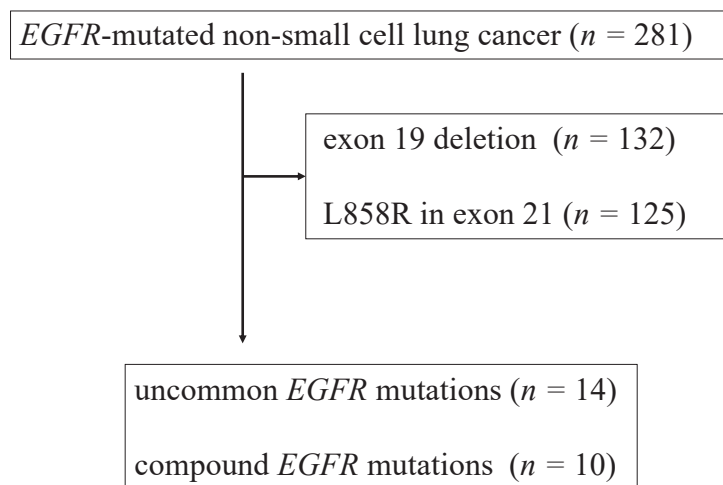 EGFR-mutated non-small cell lung cancer (n = 281)
exon 19 deletion (n = 132)
L858R in exon 21 (n = 125)
uncommon EGFR mutations (n = 14)
compound EGFR mutations (n = 10)